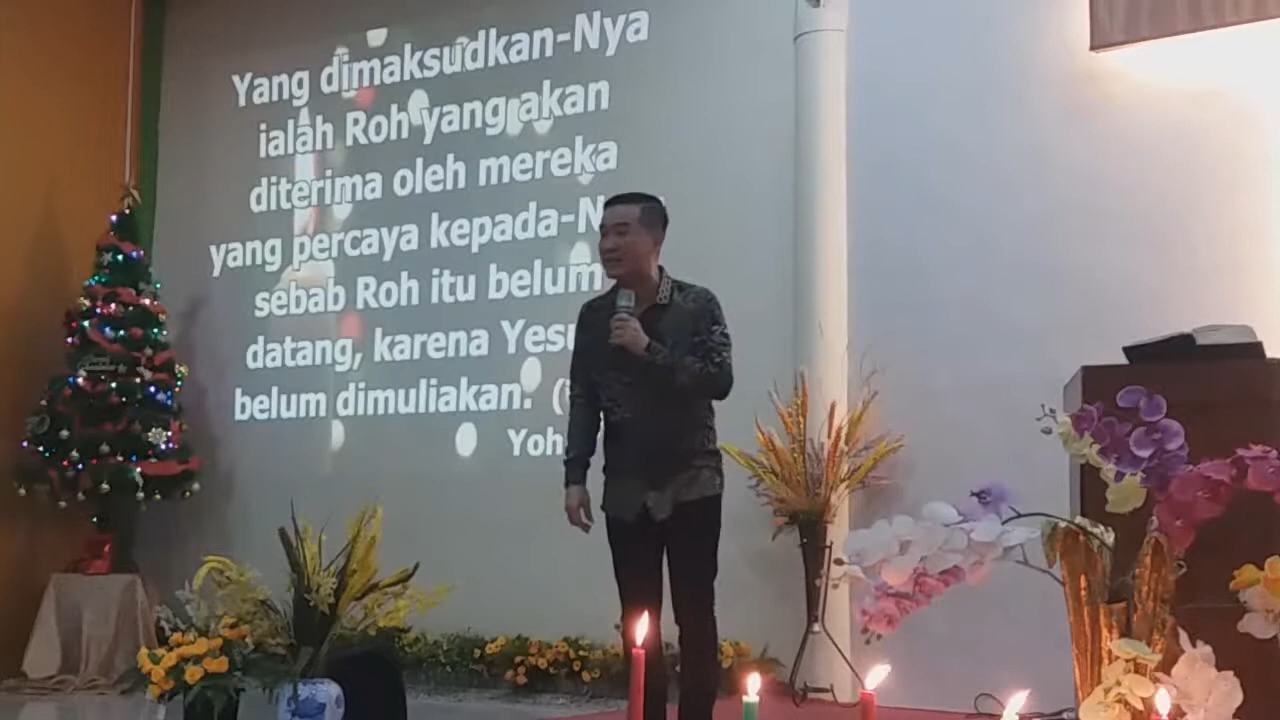 Yang dimaksudkan-Nya
ialah Roh yang akan
diterima oleh mereka
yang percaya
sebab Roh itu belum
datang, karena
belum dimuliakan. (
Yoh